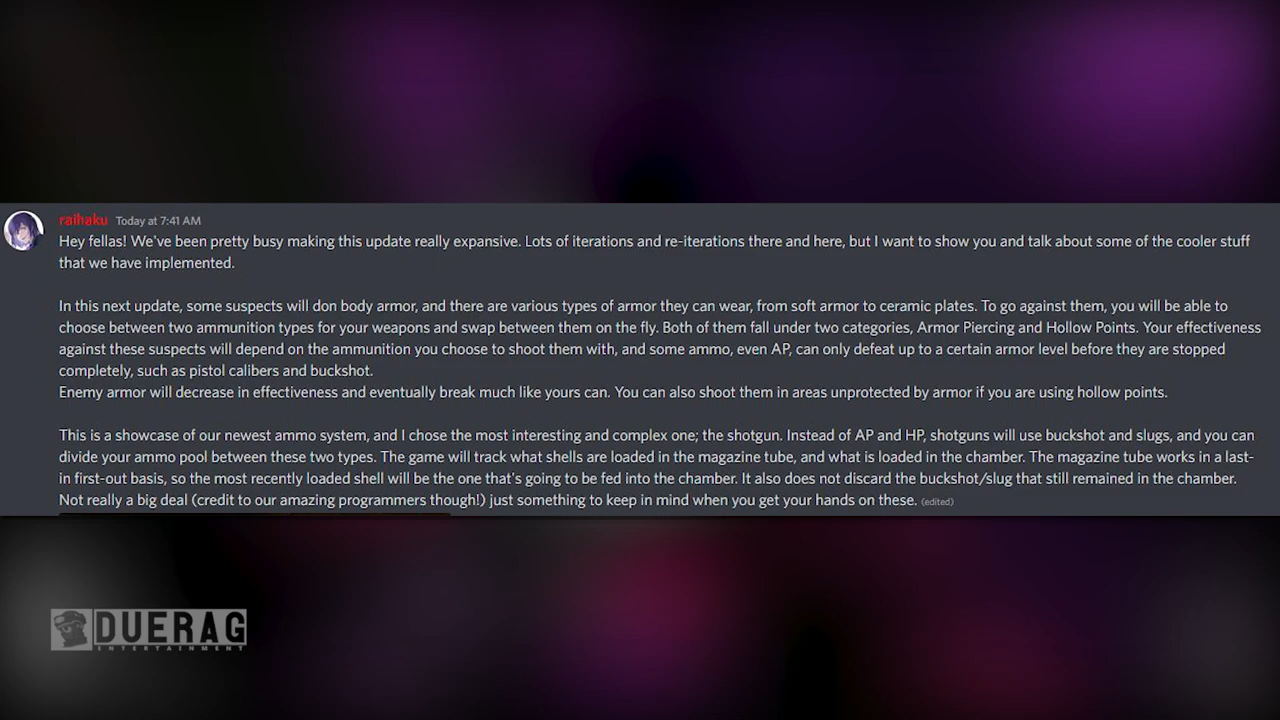 raihaku Today at 7:41 AM
Hey fellas! We've been pretty busy making this update really expansive. Lots of iterations and re-iterations there and here, but I want to show you and talk about some of the cooler stuff
that we have implemented.
In this next update, some suspects will don body armor, and there are various types of armor they can wear, from soft armor to ceramic plates. To go against them, you will be able to
choose between two ammunition types for your weapons and swap between them on the fly. Both of them fall under two categories, Armor Piercing and Hollow Points. Your effectiveness
against these suspects will depend on the ammunition you choose to shoot them with, and some ammo, even AP, can only defeat up to a certain armor level before they are stopped
completely, such as pistol calibers and buckshot.
Enemy armor will decrease in effectiveness and eventually break much like yours can. You can also shoot them in areas unprotected by armor if you are using hollow points.
This is a showcase of our newest ammo system, and I chose the most interesting and complex one; the shotgun. Instead of AP and HP, shotguns will use buckshot and slugs, and you can
divide your ammo pool between these two types. The game will track what shells are loaded in the magazine tube, and what is loaded in the chamber. The magazine tube works in a last-
in first-out basis, so the most recently loaded shell will be the one that's going to be fed into the chamber. It also does not discard the buckshot/slug that still remained in the chamber.
Not really a big deal (credit to our amazing programmers though!) just something to keep in mind when you get your hands on these. (edited)
DUERAG
ENTERTAINMENT